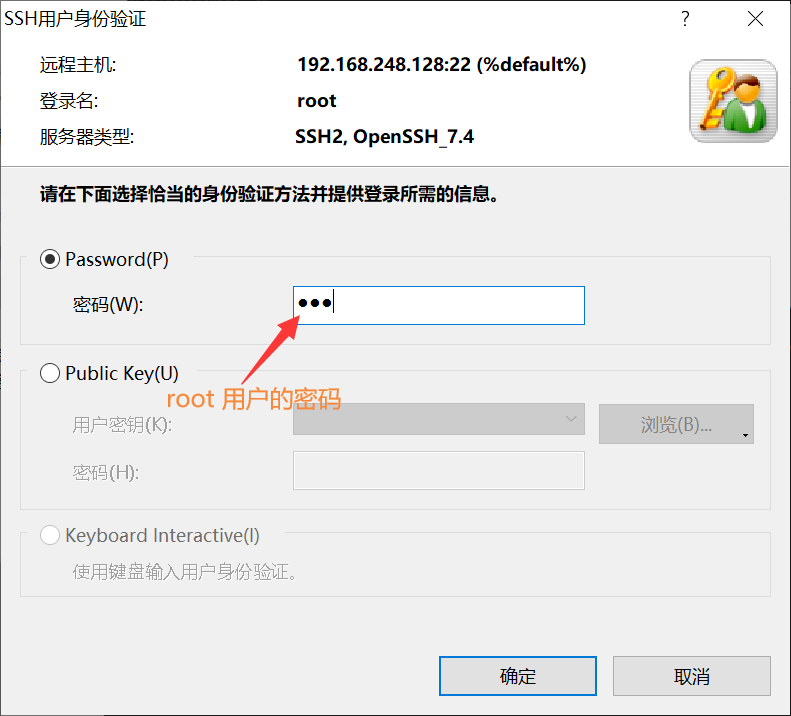 SSH用户身份验证
远程主机: 192.168.248.128:22 (%default%)
登录名: root
服务器类型: SSH2, OpenSSH_7.4
请在下面选择恰当的身份验证方法并提供登录所需的信息。
Password(P)
密码(W): ●●●
Public Key(U)
root 用户的密码
用户密钥(K): 浏览(B)...
密码(H):
Keyboard Interactive(I)
使用键盘输入用户身份验证。
确定 取消